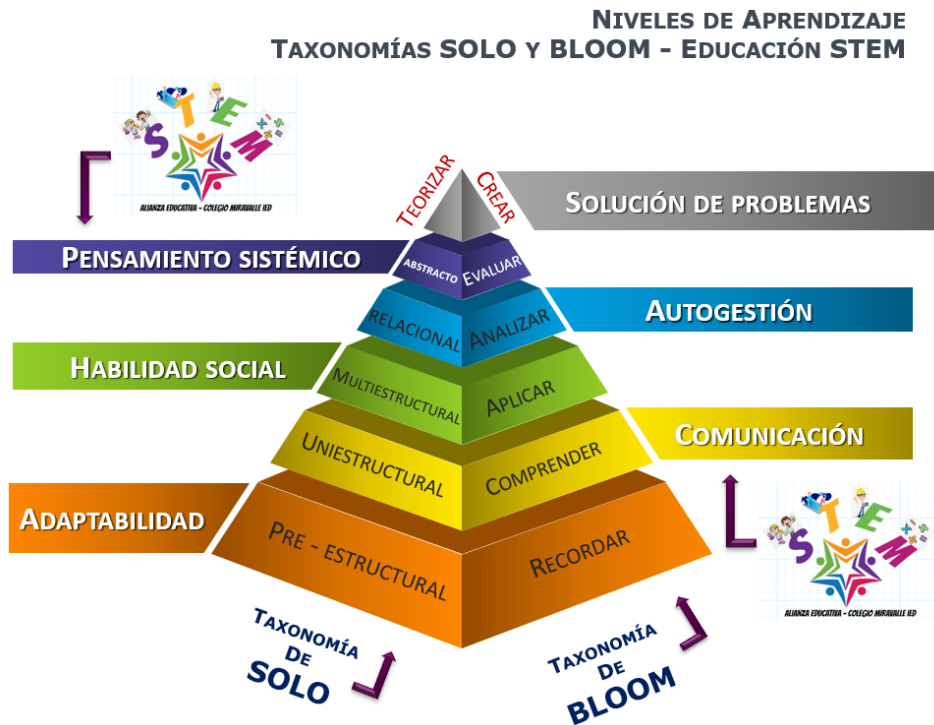 NIVELES DE APRENDIZAJE
TAXONOMÍAS SOLO Y BLOOM - EDUCACIÓN STEM
STEM
ALIANZA EDUCATIVA - COLEGIO MIRAVALLE IED
TEORIZAR
CREAR
SOLUCIÓN DE PROBLEMAS
PENSAMIENTO SISTÉMICO
ABSTRACTO
EVALUAR
RELACIONAL
ANALIZAR
AUTOGESTIÓN
HABILIDAD SOCIAL
MULTIESTRUCTURAL
APLICAR
UNIESTRUCTURAL
COMPRENDER
COMUNICACIÓN
ADAPTABILIDAD
PRE - ESTRUCTURAL
RECORDAR
STEM
ALIANZA EDUCATIVA - COLEGIO MIRAVALLE IED
TAXONOMÍA
DE
SOLO
TAXONOMÍA
DE
BLOOM